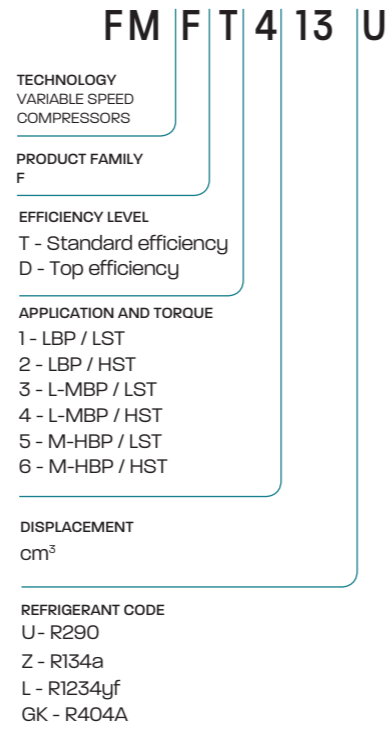 FM F T 4 13 U
TECHNOLOGY
VARIABLE SPEED
COMPRESSORS
PRODUCT FAMILY
F
EFFICIENCY LEVEL
T - Standard efficiency
D - Top efficiency
APPLICATION AND TORQUE
1 - LBP / LST
2 - LBP / HST
3 - L-MBP / LST
4 - L-MBP / HST
5 - M-HBP / LST
6 - M-HBP / HST
DISPLACEMENT
cm³
REFRIGERANT CODE
U- R290
Z - R134a
L - R1234yf
GK - R404A